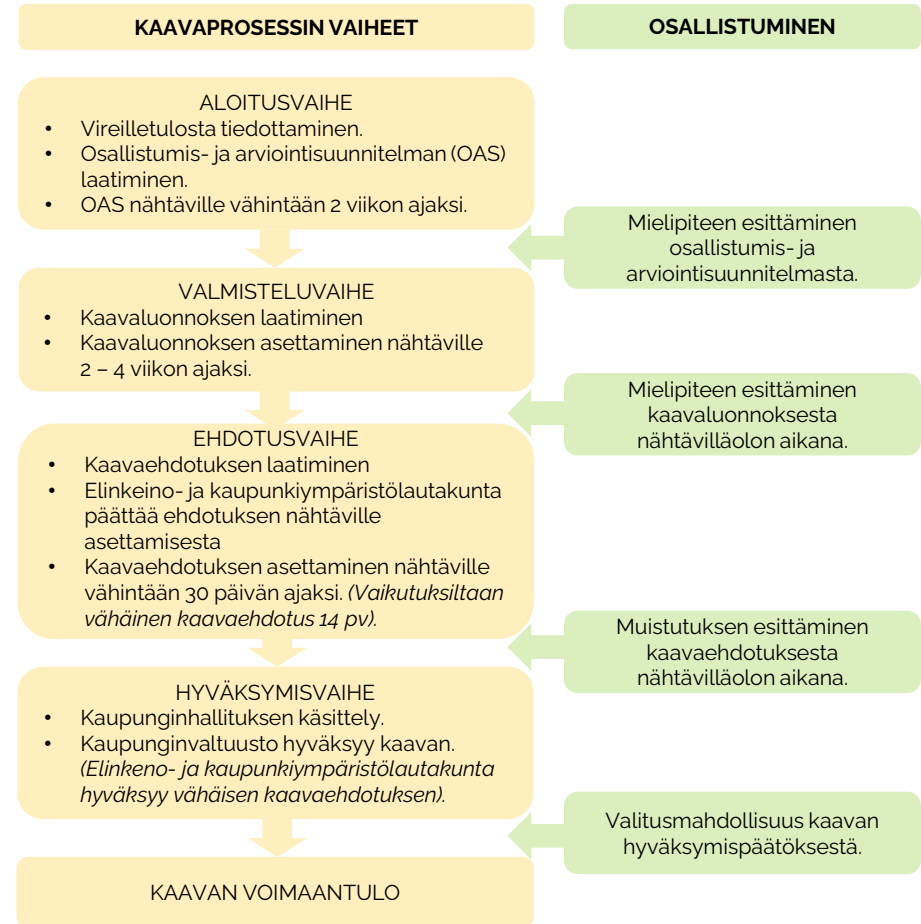 KAAVAPROSESSIN VAIHEET
OSALLISTUMINEN
ALOITUSVAIHE
• Vireilletulosta tiedottaminen.
• Osallistumis- ja arviointisuunnitelman (OAS)
laatiminen.
• OAS nähtäville vähintään 2 viikon ajaksi.
Mielipiteen esittäminen
osallistumis- ja
arviointisuunnitelmasta.
VALMISTELUVAIHE
• Kaavaluonnoksen laatiminen
• Kaavaluonnoksen asettaminen nähtäville
2 – 4 viikon ajaksi.
Mielipiteen esittäminen
kaavaluonnoksesta
nähtävilläolon aikana.
EHDOTUSVAIHE
• Kaavaehdotuksen laatiminen
• Elinkeino- ja kaupunkiympäristölautakunta
päättää ehdotuksen nähtäville
asettamisesta
• Kaavaehdotuksen asettaminen nähtäville
vähintään 30 päivän ajaksi. (Vaikutuksiltaan
vähäinen kaavaehdotus 14 pv).
Muistutuksen esittäminen
kaavaehdotuksesta
nähtävilläolon aikana.
HYVÄKSYMISVAIHE
• Kaupunginhallituksen käsittely.
• Kaupunginvaltuusto hyväksyy kaavan.
(Elinkeno- ja kaupunkiympäristölautakunta
hyväksyy vähäisen kaavaehdotuksen).
Valitusmahdollisuus kaavan
hyväksymispäätöksestä.
KAAVAN VOIMAANTULO